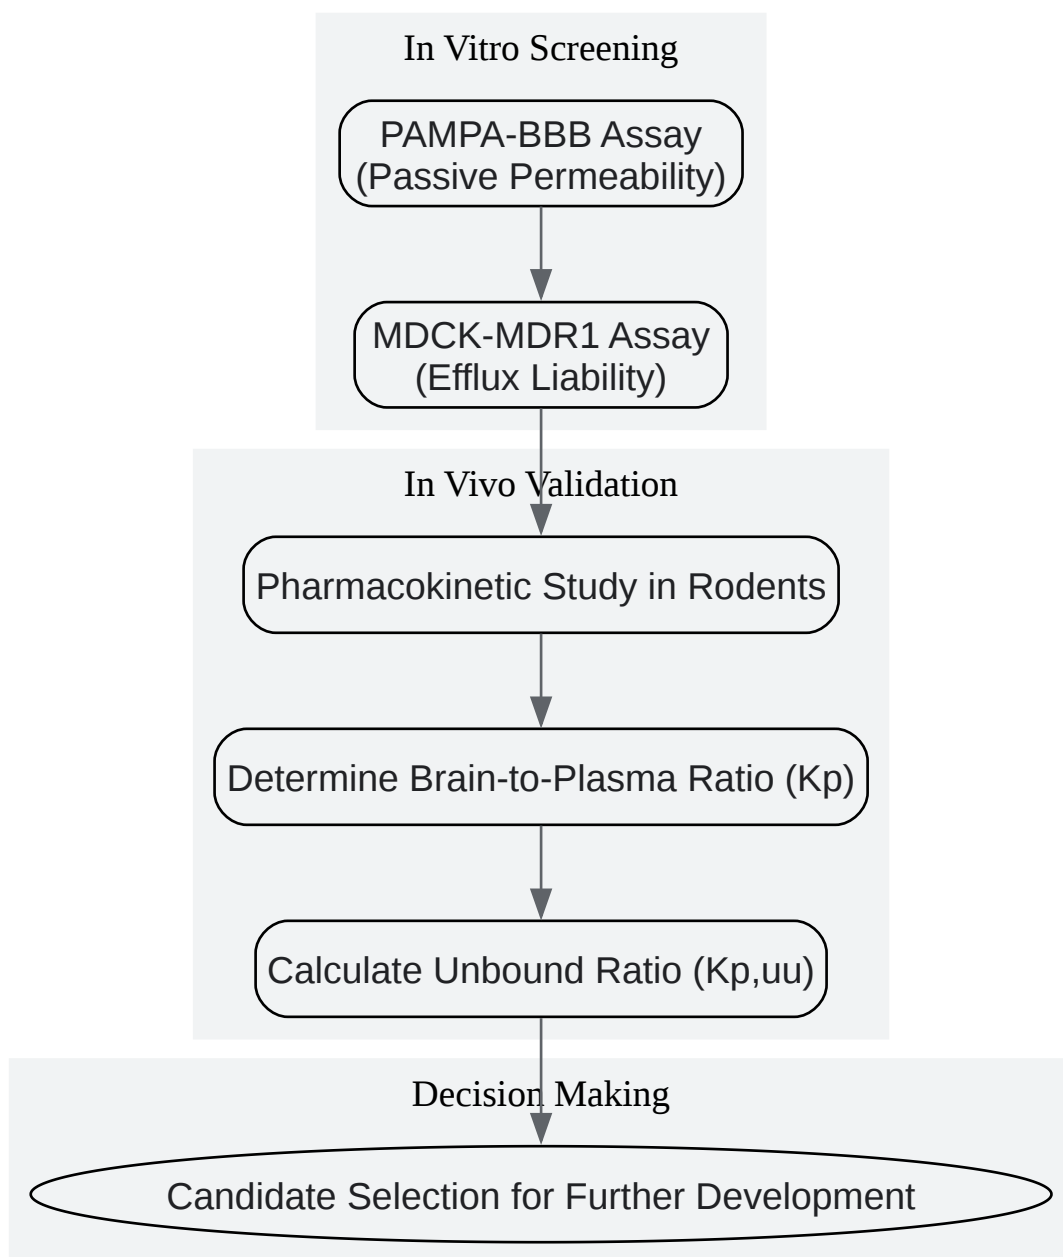 In Vitro Screening
PAMPA-BBB Assay
(Passive Permeability)
MDCK-MDR1 Assay
(Efflux Liability)
In Vivo Validation
Pharmacokinetic Study in Rodents
Determine Brain-to-Plasma Ratio (Kp)
Calculate Unbound Ratio (Kp,uu)
Decision Making
Candidate Selection for Further Development